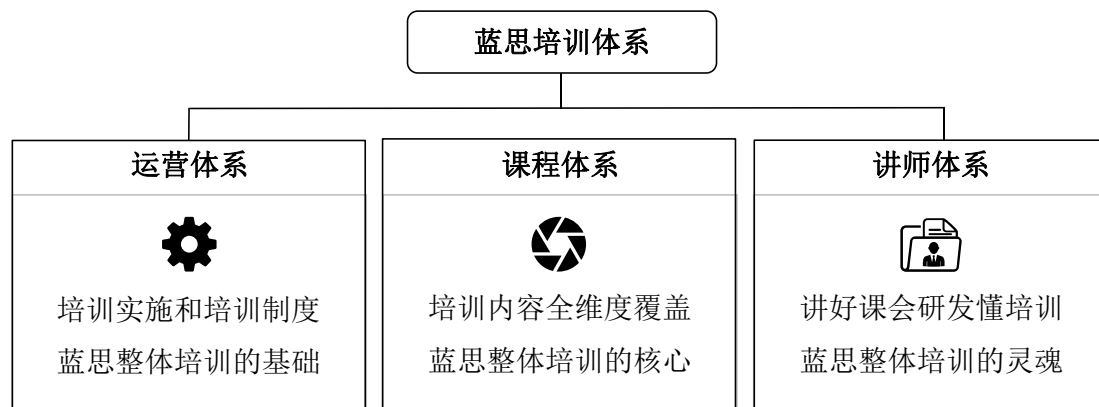 蓝思培训体系
运营体系
培训实施和培训制度
蓝思整体培训的基础
课程体系
培训内容全维度覆盖
蓝思整体培训的核心
讲师体系
讲好课会研发懂培训
蓝思整体培训的灵魂